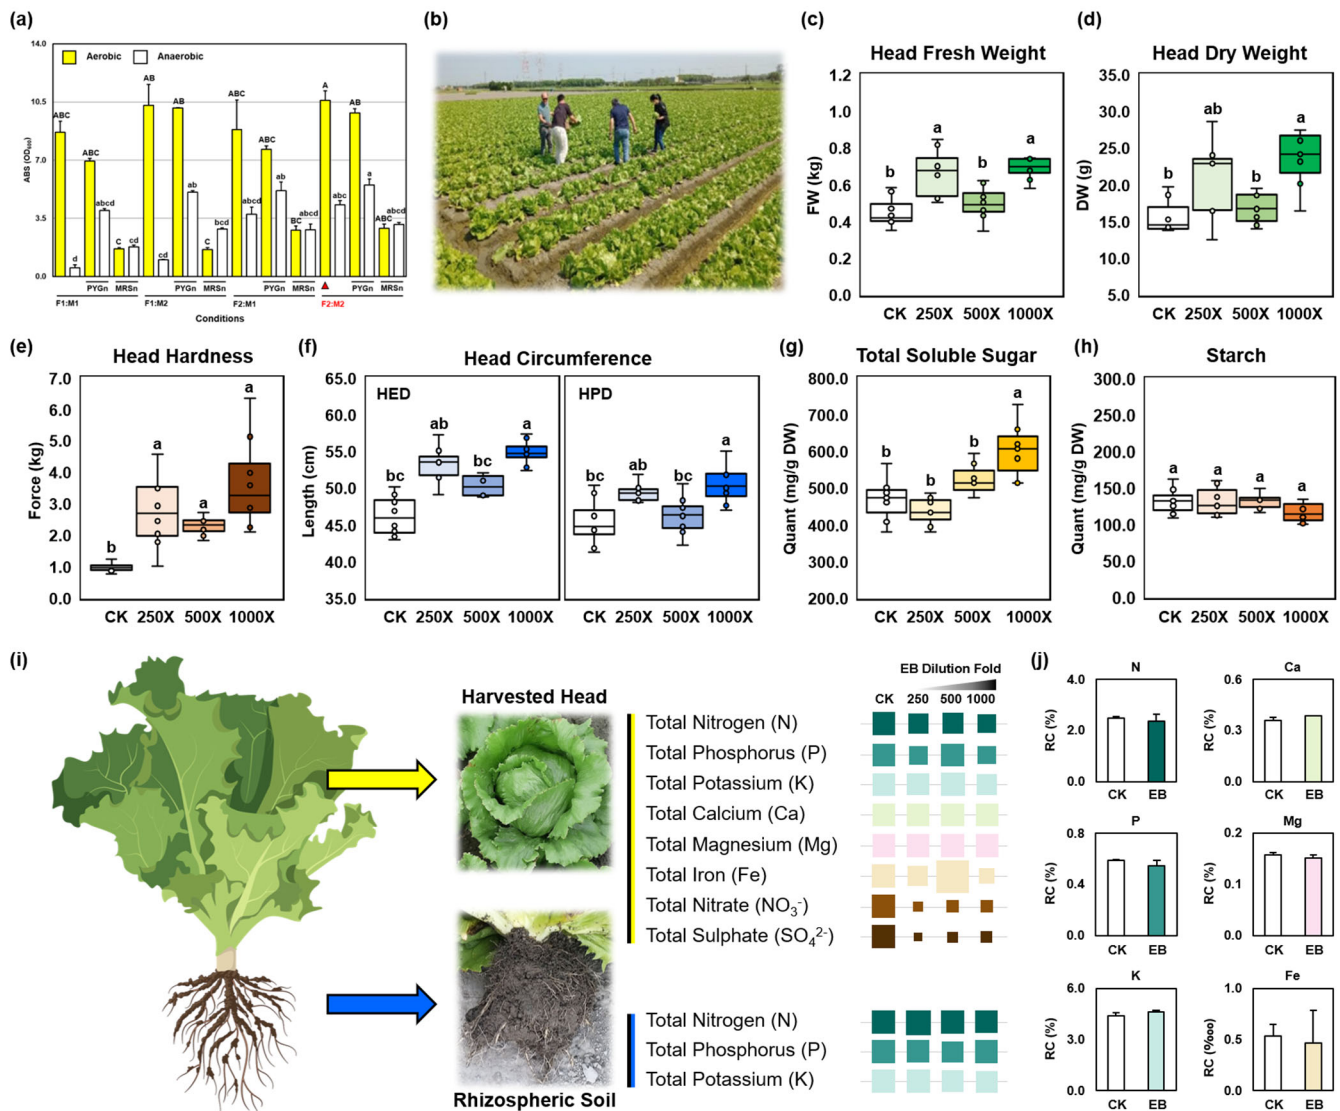 (a)
14.0
10.5
7.0
3.5
0.0
ABS (OD600)
Aerobic
Anaerobic
ABC
d
ABC
abcd
C
cd
AB
cd
AB
ab
C
bcd
ABC
abcd
ABC
ab
BC
abcd
A
abc
AB
a
ABC
abcd
PYGn
MRSn
PYGn
MRSn
PYGn
MRSn
PYGn
MRSn
F1:M1
F1:M2
F2:M1
F2:M2
Conditions
(b)
(c)
Head Fresh Weight
FW (kg)
1.2
1.0
0.8
0.6
0.4
0.2
0.0
b
a
b
a
CK 250X 500X 1000X
(d)
Head Dry Weight
DW (g)
35.0
30.0
25.0
20.0
15.0
10.0
5.0
b
ab
b
a
CK 250X 500X 1000X
(e)
Head Hardness
Force (kg)
7.0
6.0
5.0
4.0
3.0
2.0
1.0
0.0
b
a
a
a
CK 250X 500X 1000X
(f)
Head Circumference
Length (cm)
65.0
60.0
55.0
50.0
45.0
40.0
35.0
HED
bc
ab
bc
a
CK 250X 500X 1000X
HPD
bc
ab
bc
a
CK 250X 500X 1000X
(g)
Total Soluble Sugar
Quant (mg/g DW)
800.0
700.0
600.0
500.0
400.0
300.0
200.0
b
b
b
a
CK 250X 500X 1000X
(h)
Starch
Quant (mg/g DW)
300.0
250.0
200.0
150.0
100.0
50.0
0.0
a
a
a
a
CK 250X 500X 1000X
(i)
Harvested Head
Rhizospheric Soil
EB Dilution Fold
CK 250 500 1000
Total Nitrogen (N)
Total Phosphorus (P)
Total Potassium (K)
Total Calcium (Ca)
Total Magnesium (Mg)
Total Iron (Fe)
Total Nitrate (NO3-)
Total Sulphate (SO4 2-)
Total Nitrogen (N)
Total Phosphorus (P)
Total Potassium (K)
(j)
N
RC (%)
4.0
2.0
0.0
CK EB
Ca
RC (%)
0.6
0.3
0.0
CK EB
P
RC (%)
0.8
0.4
0.0
CK EB
Mg
RC (%)
0.2
0.1
0.0
CK EB
K
RC (%)
6.0
3.0
0.0
CK EB
Fe
RC (%ooo)
1.0
0.5
0.0
CK EB